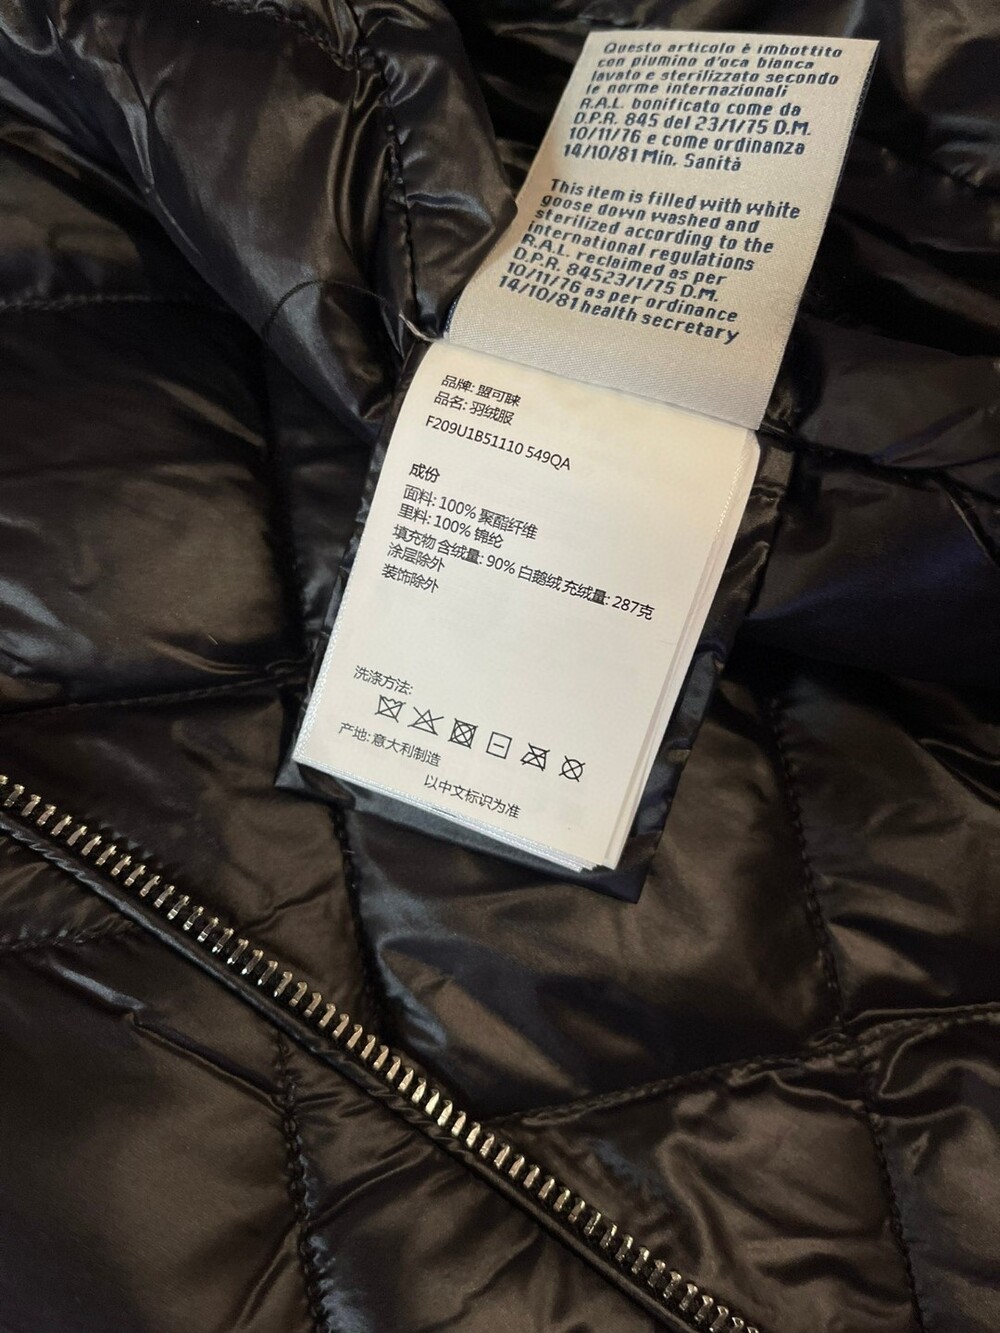 Questo articolo è imbottito
con piumino d'oca bianca
lavato e sterilizzato secondo
le norme internazionali
R.A.L. bonificato come da
D.P.R. 845 del 23/1/75 D.M.
10/11/76 e come ordinanza
14/10/81 Min. Sanità
This item is filled with white
goose down washed and
sterilized according to the
international regulations
R.A.L. reclaimed as per
D.P.R. 84523/1/75 D.M.
10/11/76 as per ordinance
14/10/81 health secretary
品牌: 盟可睐
品名: 羽绒服
F209U1B51110 549QA
成份
面料: 100% 聚酯纤维
里料: 100% 锦纶
填充物 含绒量: 90% 白鹅绒 充绒量: 287克
涂层除外
装饰除外
洗涤方法:
产地: 意大利制造
以中文标识为准